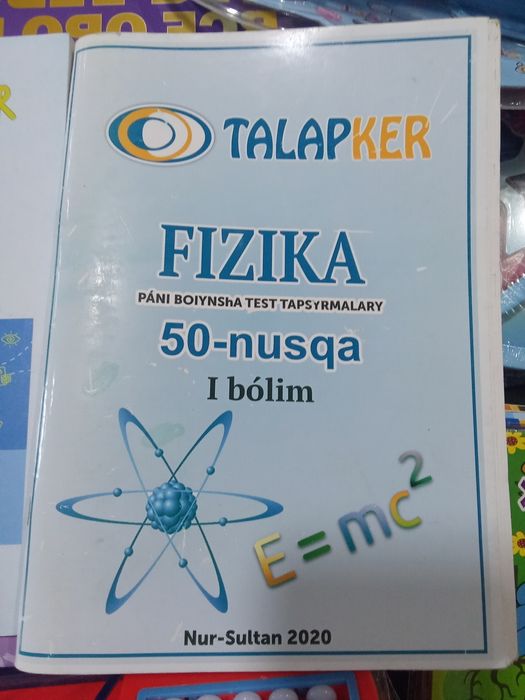 TALAPKER
FIZIKA
PÁNI BOIYNShA TEST TAPSYRMALARY
50-nusqa
I bólim
E=mc²
Nur-Sultan 2020